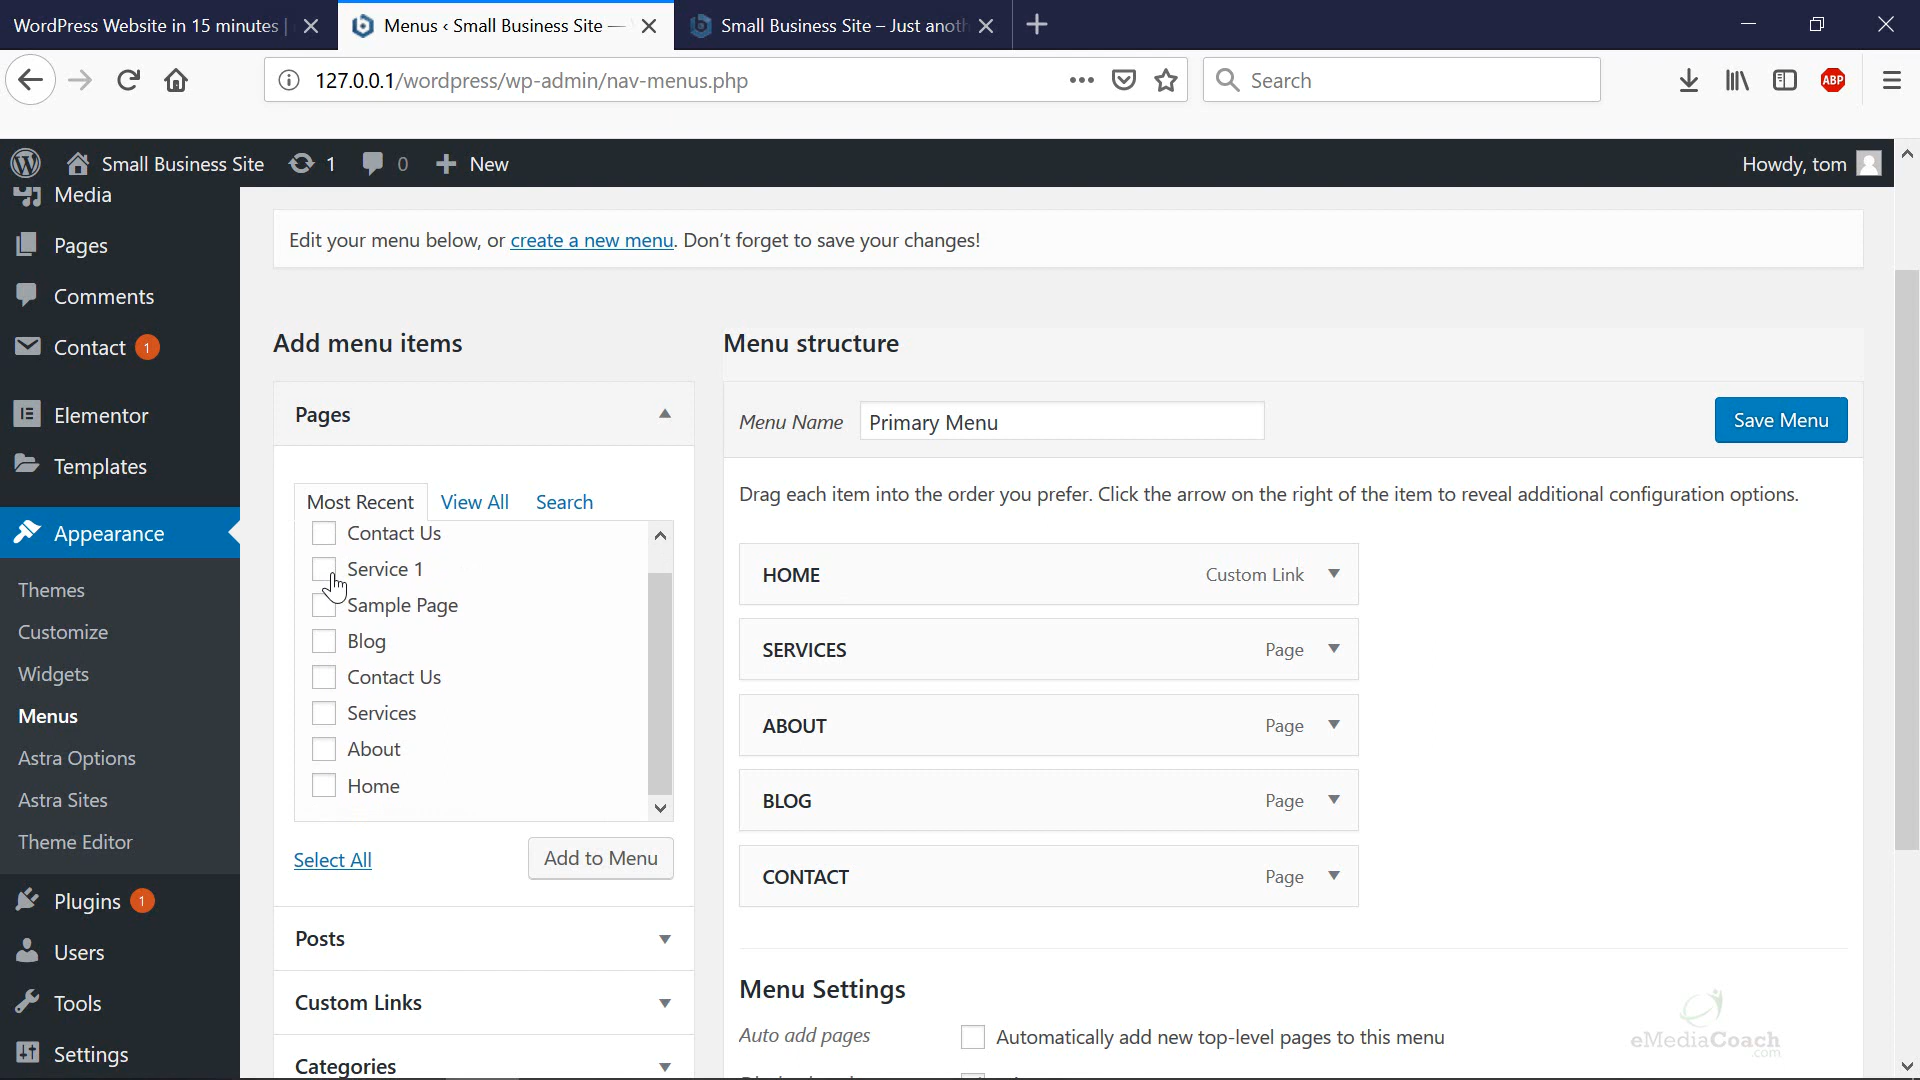 WordPress Website in 15 minutes |
Menus ‹ Small Business Site —
Small Business Site – Just anoth
127.0.0.1/wordpress/wp-admin/nav-menus.php
Search
ABP
Small Business Site 1 0 New
Howdy, tom
Media
Pages
Comments
Contact 1
Elementor
Templates
Appearance
Themes
Customize
Widgets
Menus
Astra Options
Astra Sites
Theme Editor
Plugins 1
Users
Tools
Settings
Edit your menu below, or create a new menu. Don't forget to save your changes!
Add menu items
Pages
Most Recent View All Search
Contact Us
Service 1
Sample Page
Blog
Contact Us
Services
About
Home
Select All
Add to Menu
Posts
Custom Links
Categories
Menu structure
Menu Name Primary Menu
Save Menu
Drag each item into the order you prefer. Click the arrow on the right of the item to reveal additional configuration options.
HOME Custom Link
SERVICES Page
ABOUT Page
BLOG Page
CONTACT Page
Menu Settings
Auto add pages
Automatically add new top-level pages to this menu
eMediaCoach
.com